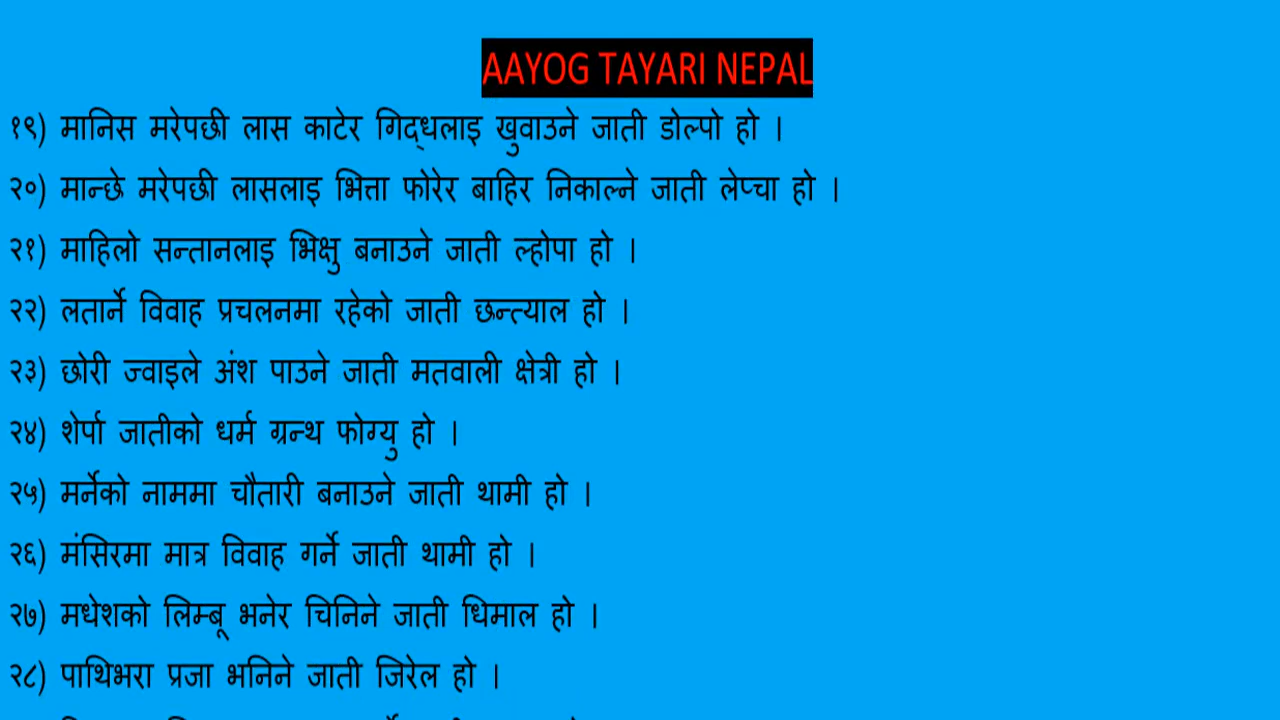 AAYOG TAYARI NEPAL
१९) मानिस मरेपछी लास काटेर गिद्धलाइ खुवाउने जाती डोल्पो हो ।
२०) मान्छे मरेपछी लासलाइ भित्ता फोरेर बाहिर निकाल्ने जाती लेप्चा हो ।
२१) माहिलो सन्तानलाइ भिक्षु बनाउने जाती ल्होपा हो ।
२२) लतार्ने विवाह प्रचलनमा रहेको जाती छन्त्याल हो ।
२३) छोरी ज्वाइले अंश पाउने जाती मतवाली क्षेत्री हो ।
२४) शेर्पा जातीको धर्म ग्रन्थ फोग्यु हो ।
२५) मर्नेको नाममा चौतारी बनाउने जाती थामी हो ।
२६) मंसिरमा मात्र विवाह गर्ने जाती थामी हो ।
२७) मधेशको लिम्बू भनेर चिनिने जाती धिमाल हो ।
२८) पाथिभरा प्रजा भनिने जाती जिरेल हो ।